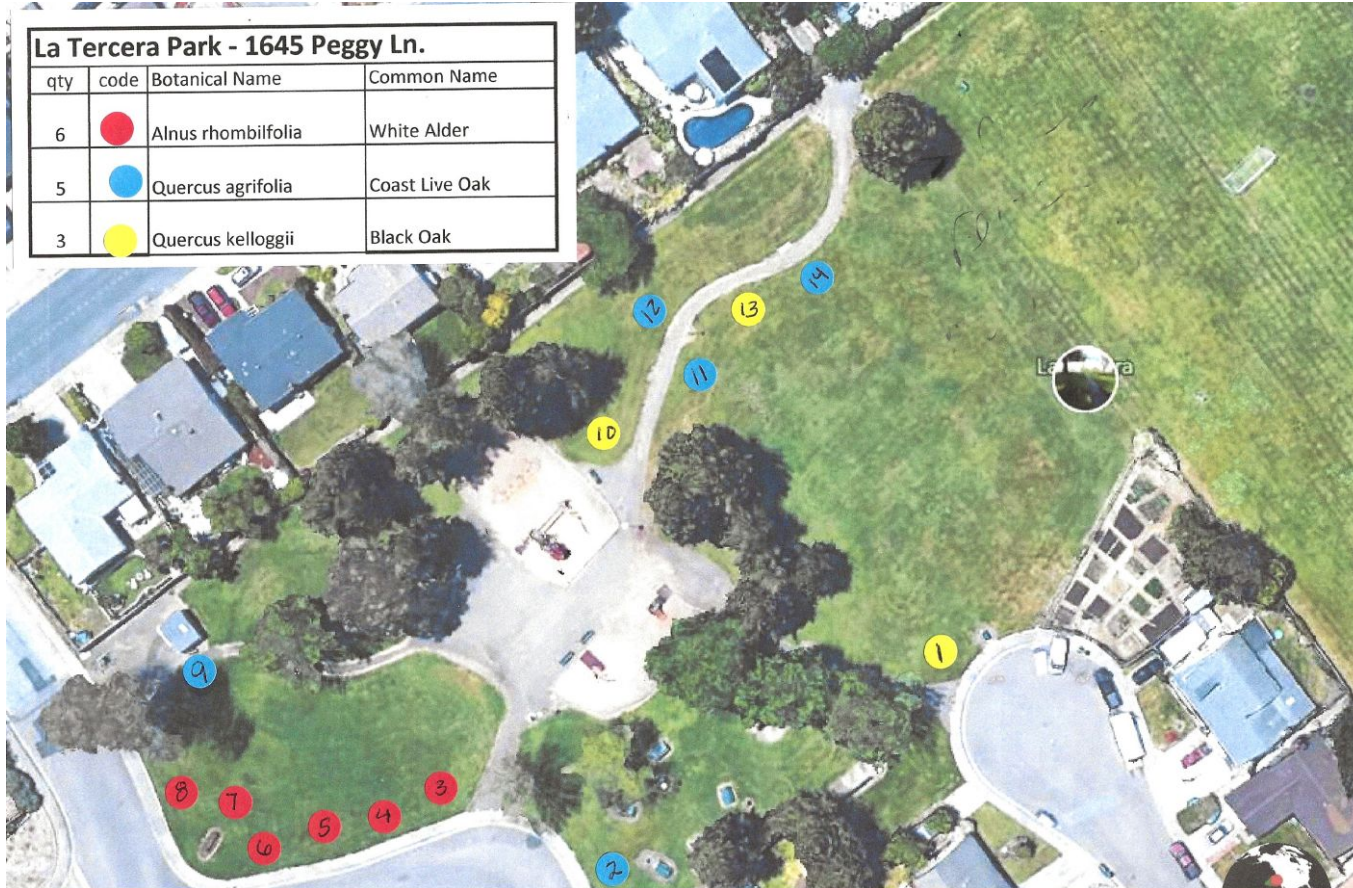 La Tercera Park - 1645 Peggy Ln.
qty code Botanical Name Common Name
6 Alnus rhombilfolia White Alder
5 Quercus agrifolia Coast Live Oak
3 Quercus kelloggii Black Oak
14
12
13
11
10
1
9
8
7
3
4
5
6
2